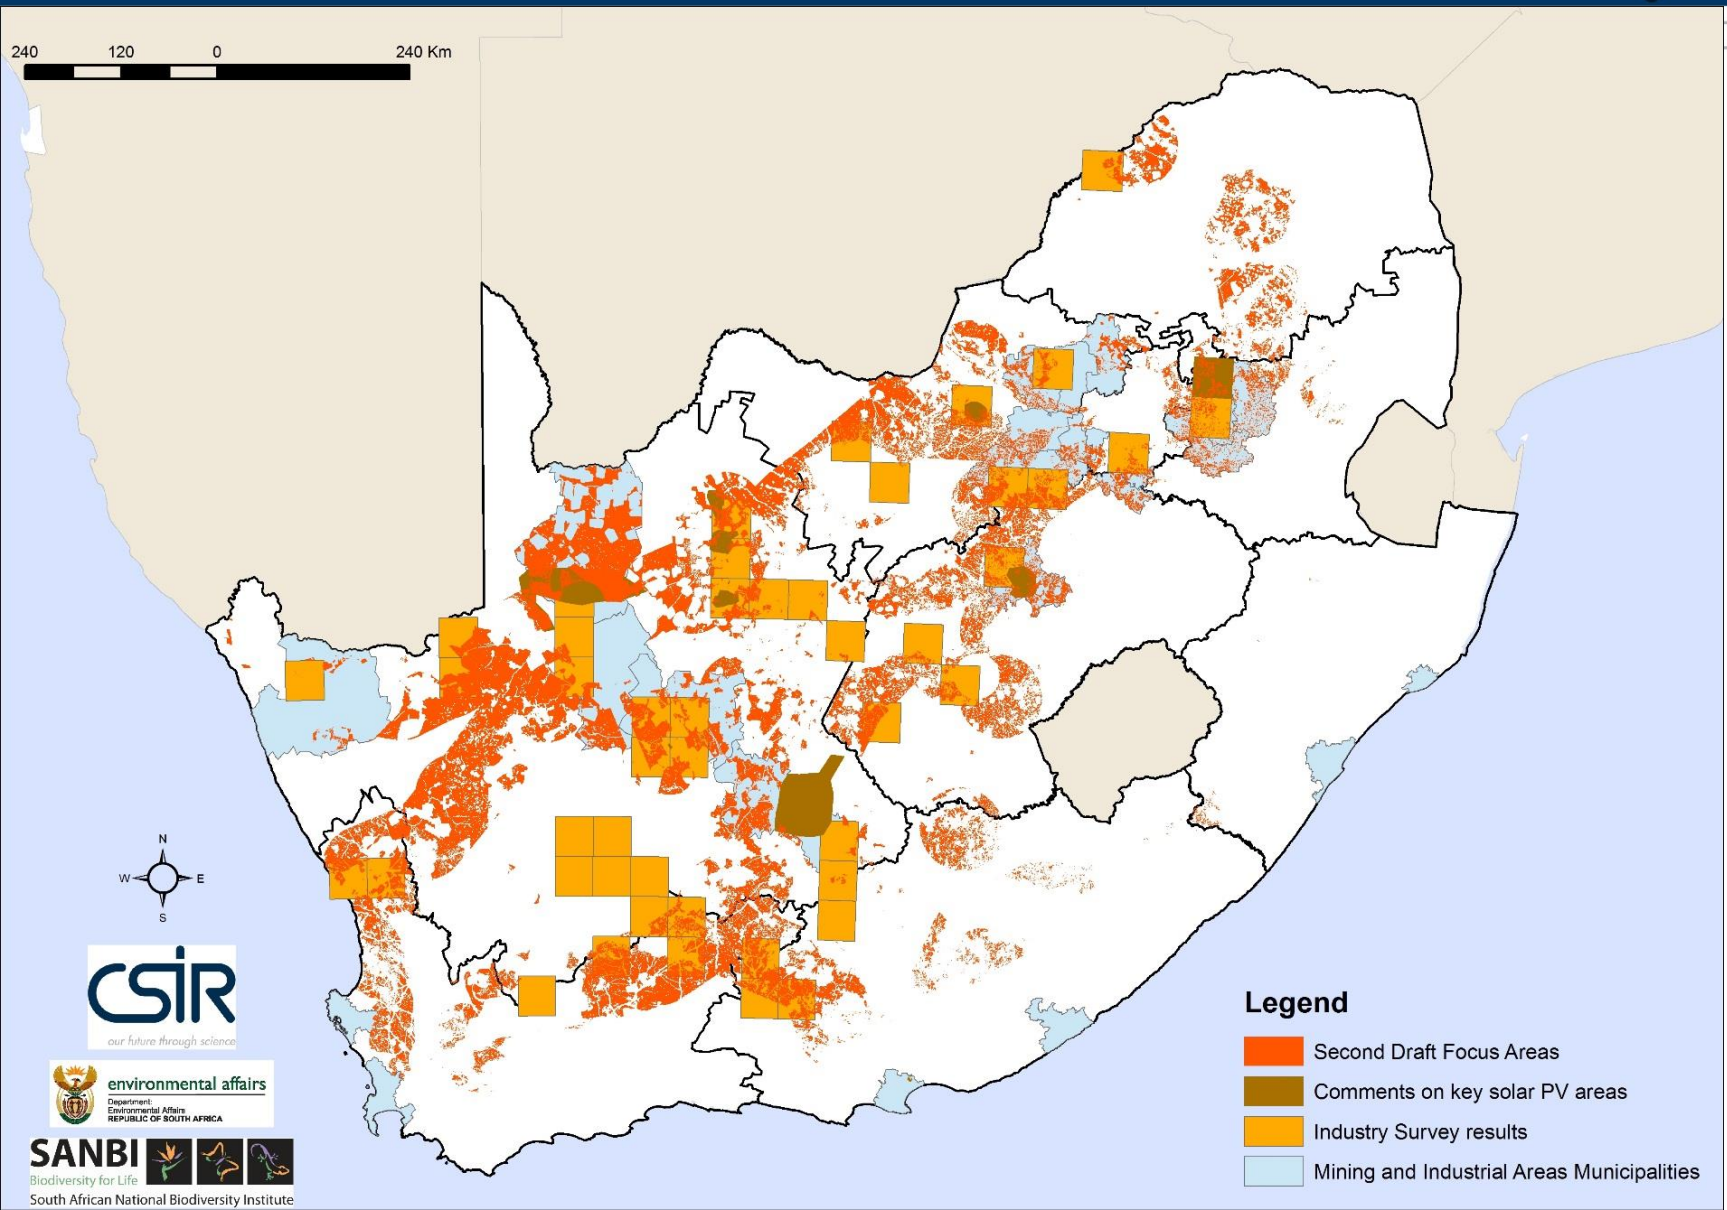 240 120 0 240 Km
N
W E
S
CSIR
our future through science
environmental affairs
Department:
Environmental Affairs
REPUBLIC OF SOUTH AFRICA
SANBI
Biodiversity for Life
South African National Biodiversity Institute
Legend
Second Draft Focus Areas
Comments on key solar PV areas
Industry Survey results
Mining and Industrial Areas Municipalities